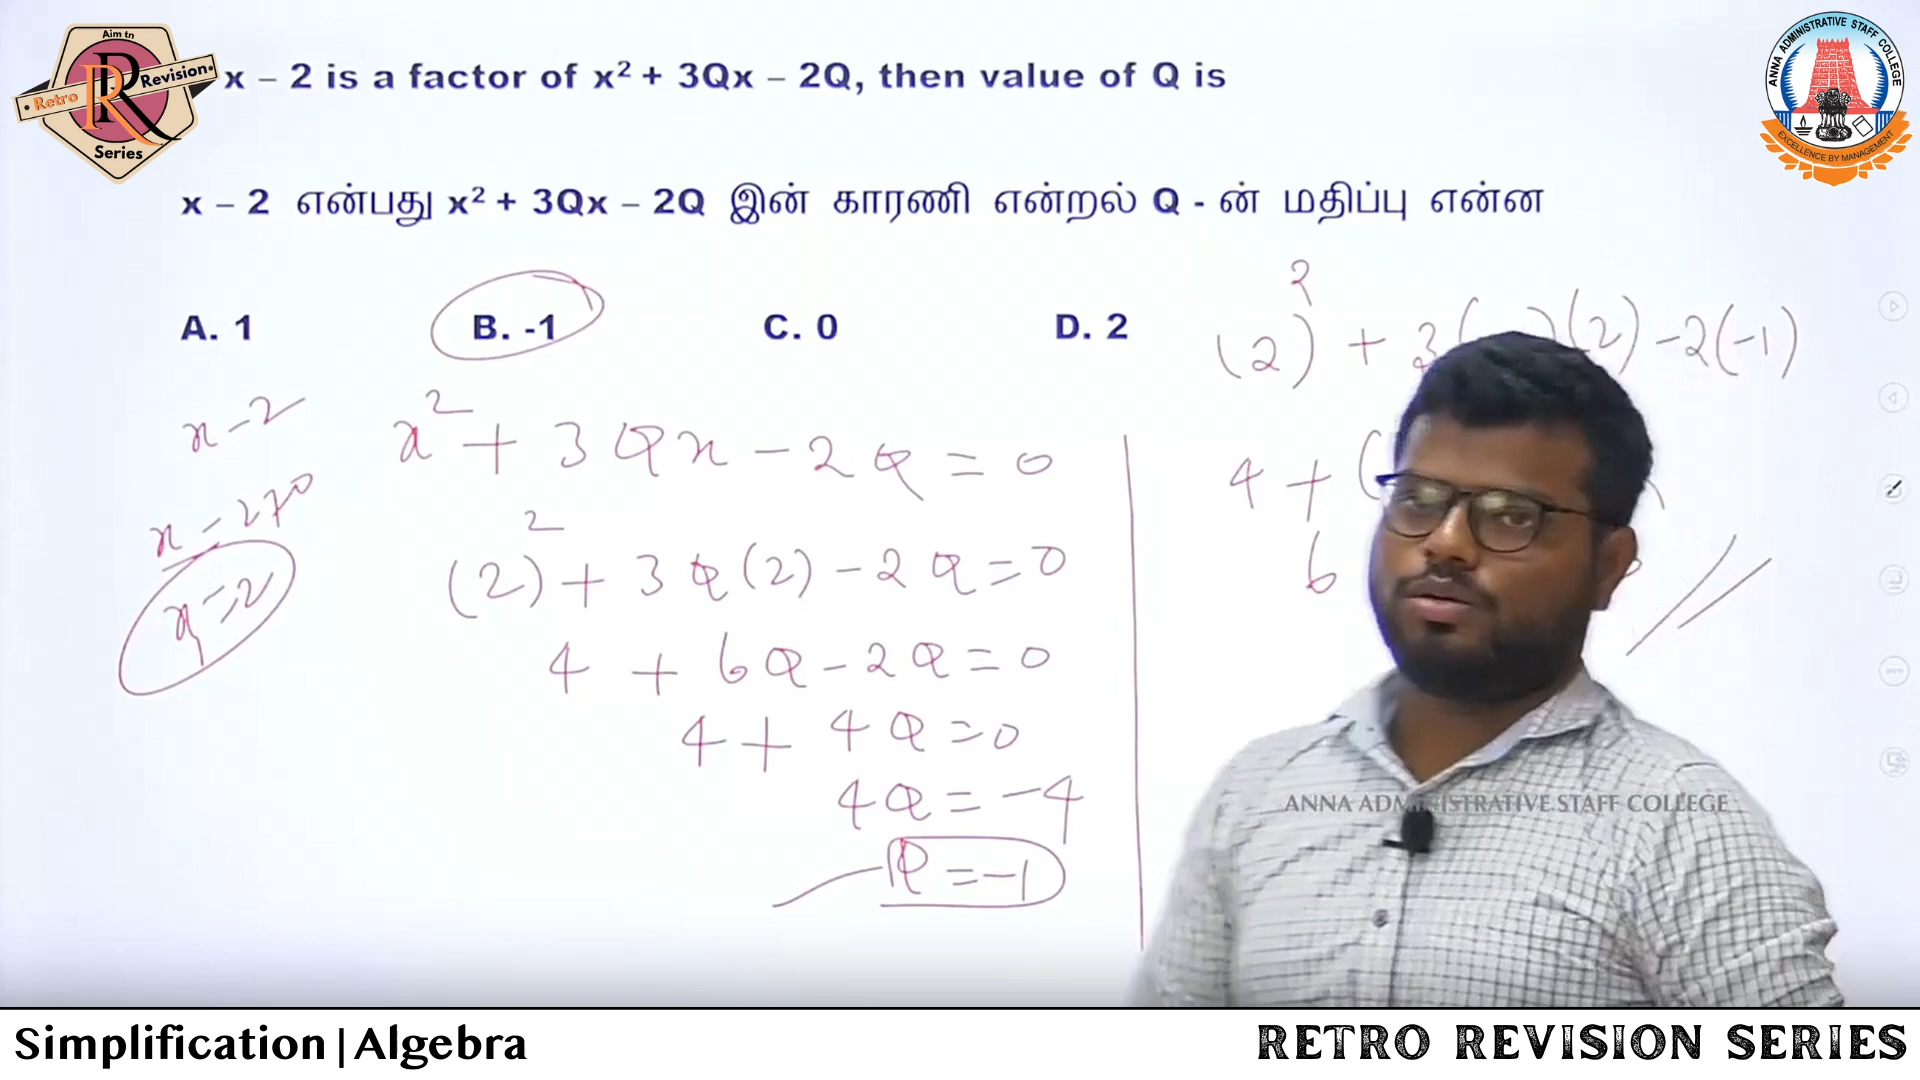 Aim tn
Retro
RR
Revision
Series
x – 2 is a factor of x² + 3Qx – 2Q, then value of Q is
ANNA ADMINISTRATIVE STAFF COLLEGE
EXCELLENCE BY MANAGEMENT
x – 2 என்பது x² + 3Qx – 2Q இன் காரணி என்றல் Q - ன் மதிப்பு என்ன
A. 1 B. -1 C. 0 D. 2
x-2
x=2
x² + 3Qx - 2Q = 0
(2)² + 3Q(2) - 2Q = 0
4 + 6Q - 2Q = 0
4 + 4Q = 0
4Q = -4
Q = -1
(2)² + 3( )(2) - 2(-1)
4 + (
6
ANNA ADMINISTRATIVE STAFF COLLEGE
Simplification|Algebra
RETRO REVISION SERIES